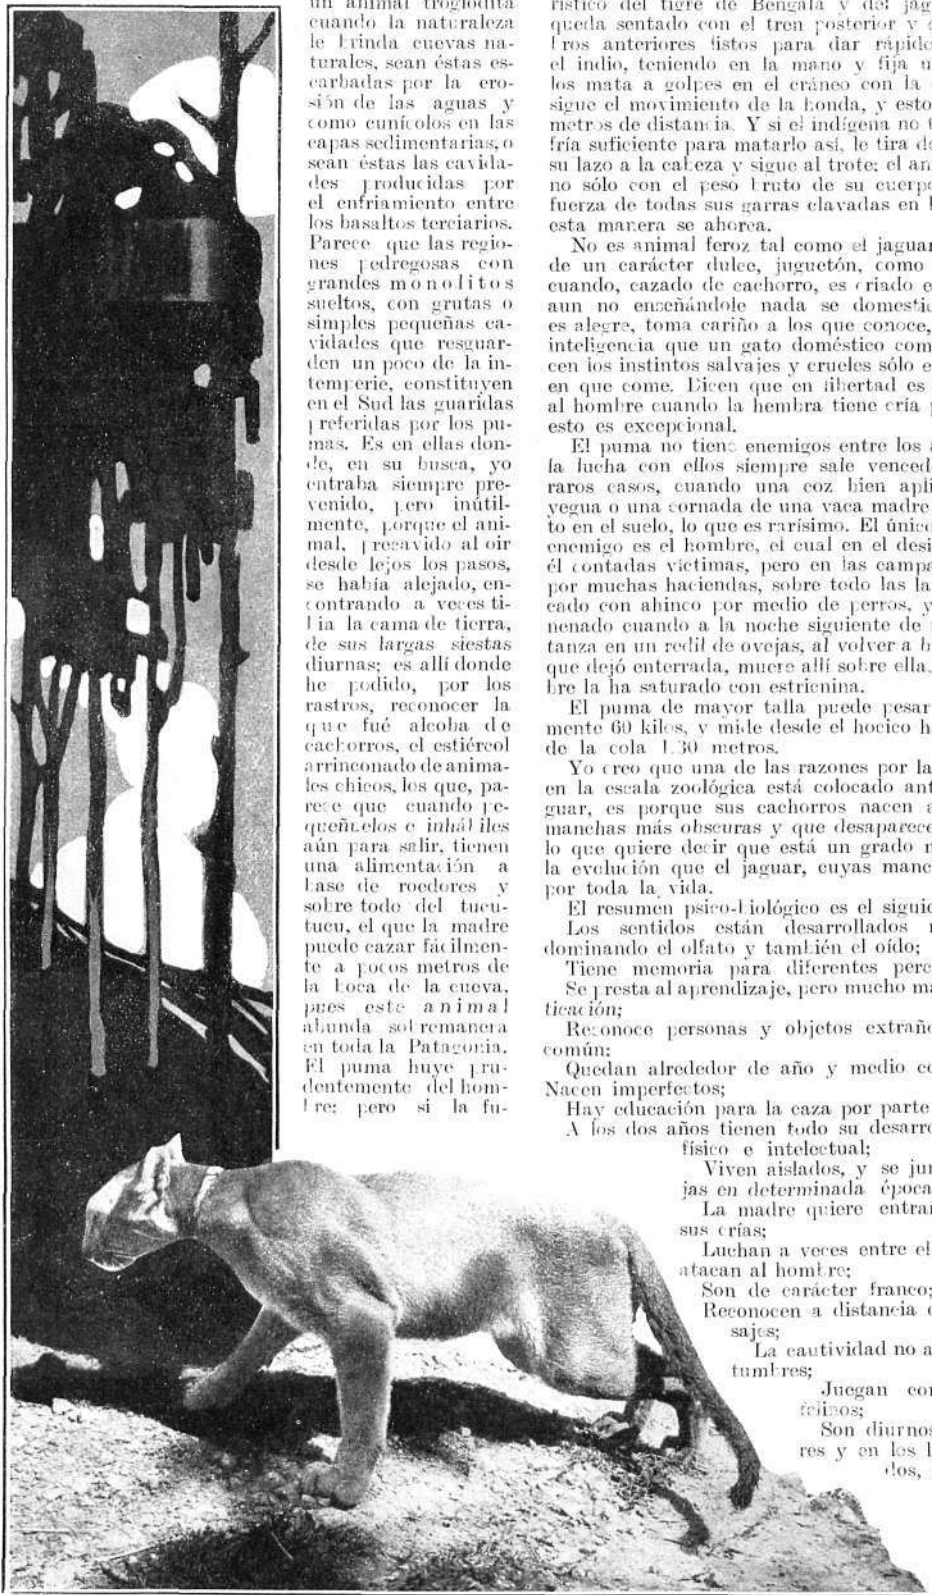 un animal troglodita
cuando la naturaleza
le brinda cuevas na-
turales, sean éstas es-
carbadas por la ero-
sión de las aguas y
como cunícolos en las
capas sedimentarias, o
sean éstas las cavida-
des producidas por
el enfriamiento entre
los basaltos terciarios.
Parece que las regio-
nes pedregosas con
grandes monolitos
sueltos, con grutas o
simples pequeñas ca-
vidades que resguar-
den un poco de la in-
temperie, constituyen
en el Sud las guaridas
preferidas por los pu-
mas. Es en ellas don-
de, en su busca, yo
entraba siempre pre-
venido, pero inútil-
mente, porque el ani-
mal, precavido al oir
desde lejos los pasos,
se había alejado, en-
contrando a veces ti-
bia la cama de tierra,
de sus largas siestas
diurnas; es allí donde
he podido, por los
rastros, reconocer la
que fué alcoba de
cachorros, el estiércol
arrinconado de anima-
les chicos, los que, pa-
rece que cuando pe-
queñuelos e inhábiles
aún para salir, tienen
una alimentación a
base de roedores y
sobre todo del tucu-
tucu, el que la madre
puede cazar fácilmen-
te a pocos metros de
la boca de la cueva,
pues este animal
abunda sobremanera
en toda la Patagonia.
El puma huye pru-
dentemente del hom-
bre; pero si la fu-
rístico del tigre de Bengala y del jag
queda sentado con el tren posterior y
bros anteriores listos para dar rápido
el indio, teniendo en la mano y fija u
los mata a golpes en el cráneo con la
sigue el movimiento de la honda, y esto
metros de distancia. Y si el indígena no
fría suficiente para matarlo así, le tira de
su lazo a la cabeza y sigue al trote; el an
no sólo con el peso bruto de su cuerpo
fuerza de todas sus garras clavadas en
esta manera se ahorca.
No es animal feroz tal como el jaguar
de un carácter dulce, juguetón, como
cuando, cazado de cachorro, es criado e
aun no enseñándole nada se domestic
es alegre, toma cariño a los que conoce,
inteligencia que un gato doméstico com
cen los instintos salvajes y crueles sólo e
en que come. Dicen que en libertad es
al hombre cuando la hembra tiene cría
esto es excepcional.
El puma no tiene enemigos entre los
la lucha con ellos siempre sale venced
raros casos, cuando una coz bien apli
yegua o una cornada de una vaca madre
to en el suelo, lo que es rarísimo. El únic
enemigo es el hombre, el cual en el desi
él contadas víctimas, pero en las campa
por muchas haciendas, sobre todo las la
cado con ahinco por medio de perros, y
nenado cuando a la noche siguiente de
tanza en un redil de ovejas, al volver a b
que dejó enterrada, muere allí sobre ella,
bre la ha saturado con estricnina.
El puma de mayor talla puede pesar
mente 60 kilos, y mide desde el hocico h
de la cola 1.30 metros.
Yo creo que una de las razones por la
en la escala zoológica está colocado ant
guar, es porque sus cachorros nacen
manchas más obscuras y que desaparece
lo que quiere decir que está un grado m
la evolución que el jaguar, cuyas manc
por toda la vida.
El resumen psico-biológico es el siguie
Los sentidos están desarrollados
dominando el olfato y también el oído;
Tiene memoria para diferentes perc
Se presta al aprendizaje, pero mucho má
ticación;
Reconoce personas y objetos extraño
común;
Quedan alrededor de año y medio co
Nacen imperfectos;
Hay educación para la caza por parte
A los dos años tienen todo su desarro
físico e intelectual;
Viven aislados, y se jun
jas en determinada época
La madre quiere entrañ
sus crías;
Luchan a veces entre el
atacan al hombre;
Son de carácter franco;
Reconocen a distancia
sajes;
La cautividad no a
tumbres;
Juegan con
felinos;
Son diurnos
res y en los
dos,